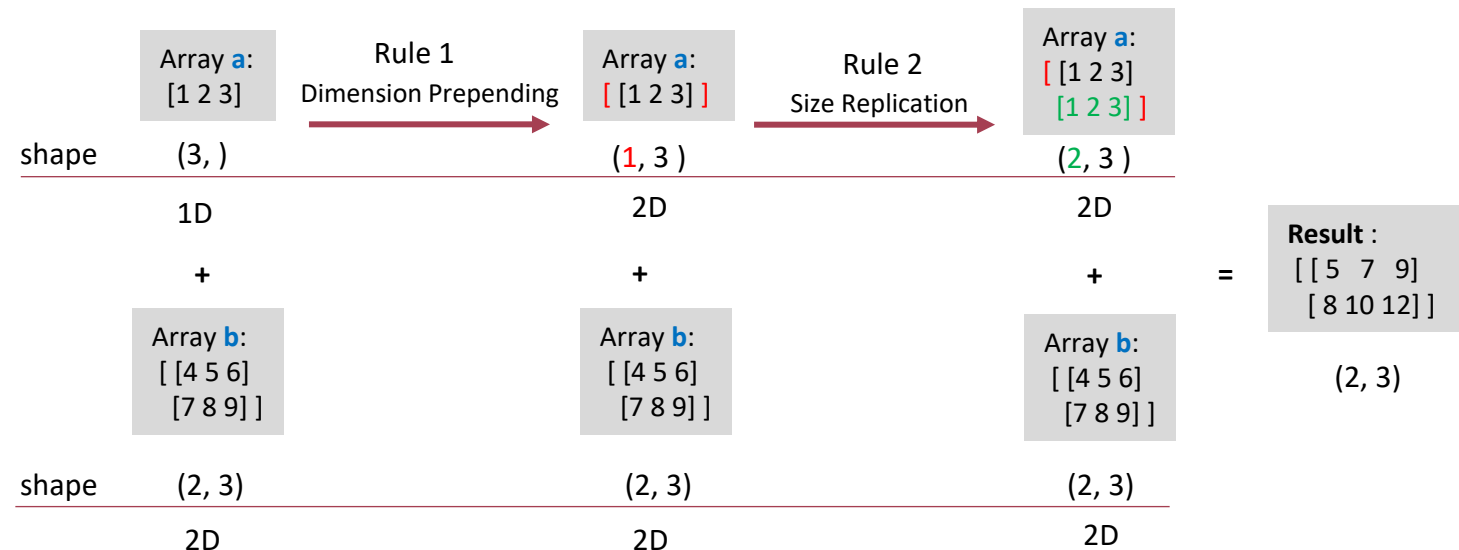 Array a:
[1 2 3]
Rule 1
Dimension Prepending
Array a:
[ [1 2 3] ]
Rule 2
Size Replication
Array a:
[ [1 2 3]
[1 2 3] ]
shape
(3, )
(1, 3 )
(2, 3 )
1D
2D
2D
+
+
+
=
Result :
[ [ 5 7 9]
[ 8 10 12] ]
(2, 3)
Array b:
[ [4 5 6]
[7 8 9] ]
Array b:
[ [4 5 6]
[7 8 9] ]
Array b:
[ [4 5 6]
[7 8 9] ]
shape
(2, 3)
(2, 3)
(2, 3)
2D
2D
2D